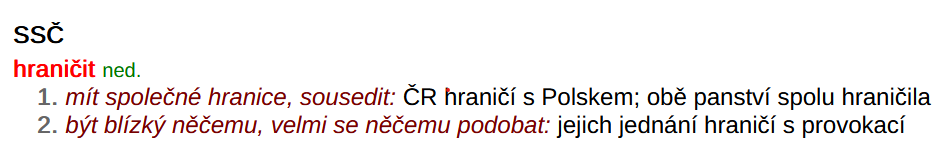 SSČ
hraničit ned.
1. mít společné hranice, sousedit: ČR hraničí s Polskem; obě panství spolu hraničila
2. být blízký něčemu, velmi se něčemu podobat: jejich jednání hraničí s provokací